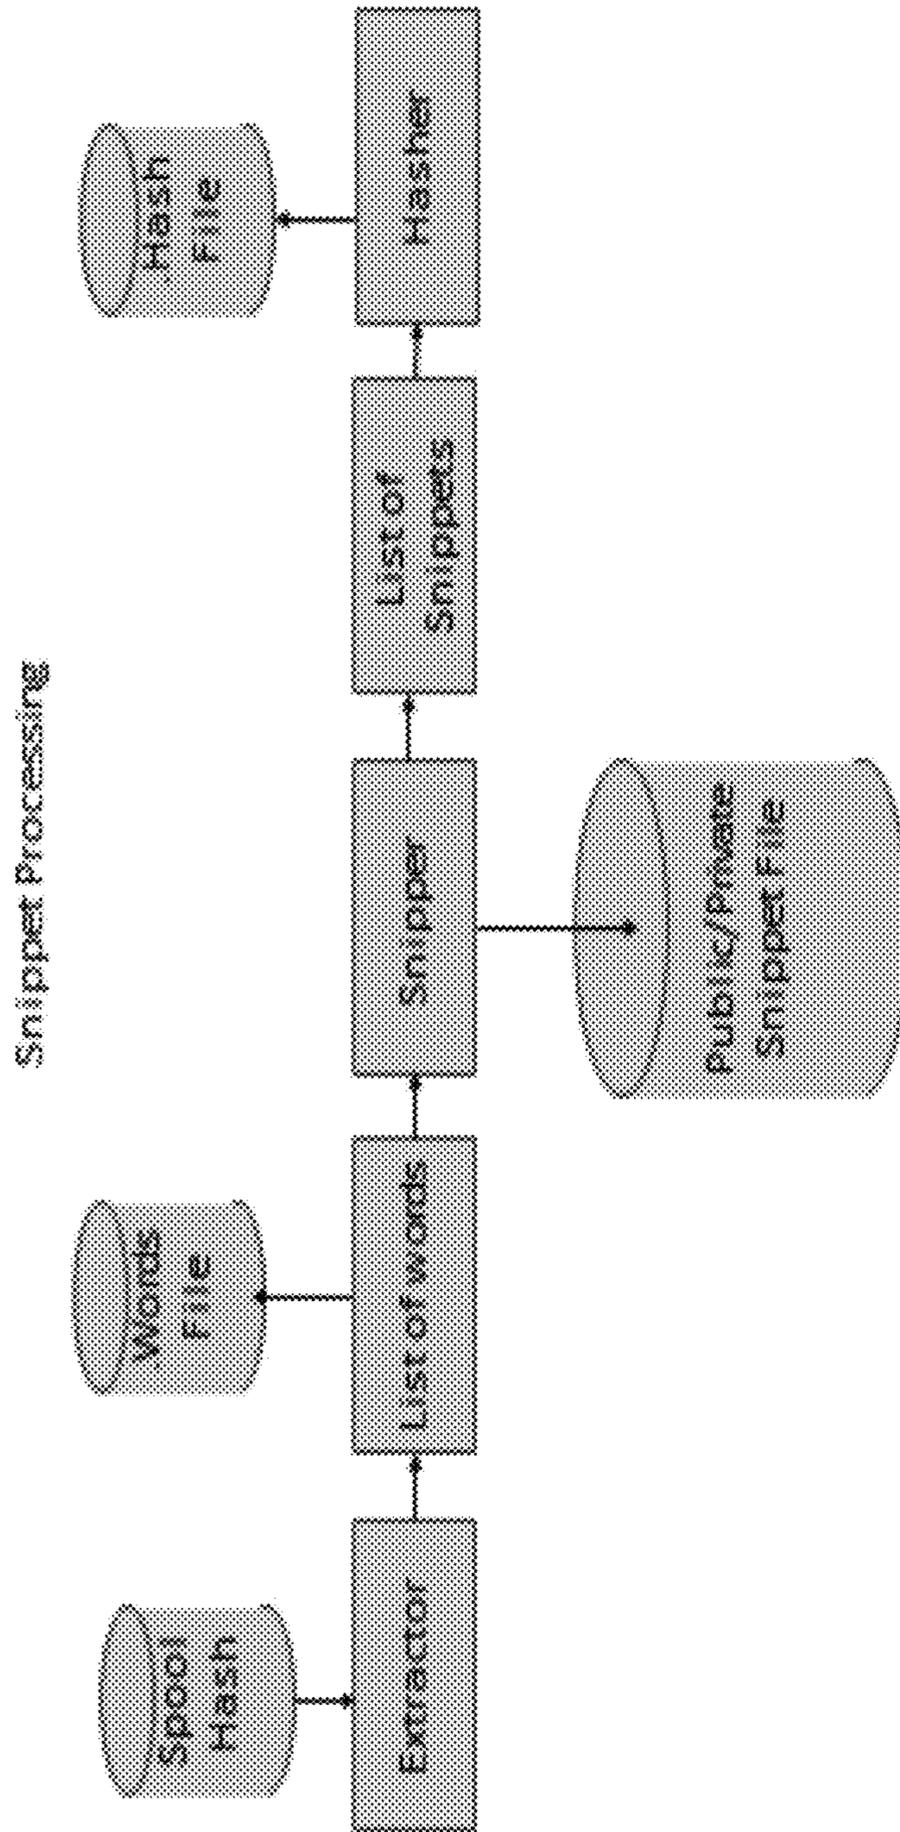 Snippet Processing
Spool
Hash
.Words
File
.Hash
File
Extractor
List of words
Snipper
List of
Snippets
Hasher
Public/Private
Snippet File